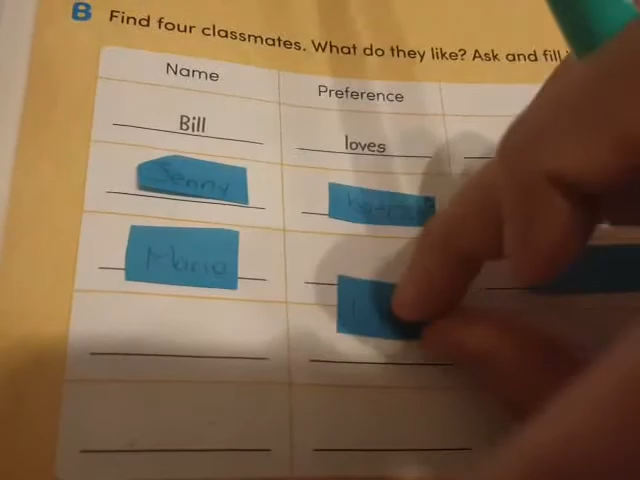 B Find four classmates. What do they like? Ask and fill
Name Preference
Bill loves
Jenny
Maria